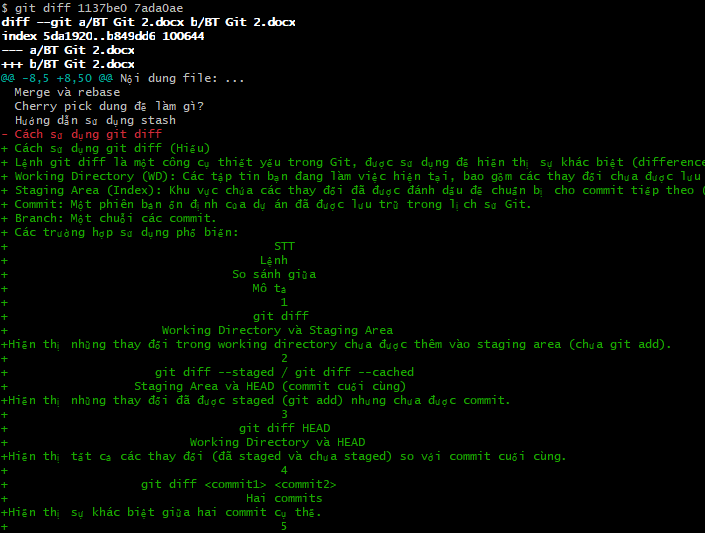 $ git diff 1137be0 7ada0ae
diff --git a/BT Git 2.docx b/BT Git 2.docx
index 5da1920..b849dd6 100644
--- a/BT Git 2.docx
+++ b/BT Git 2.docx
@@ -8,5 +8,50 @@ Nội dung file: ...
Merge và rebase
Cherry pick dung để làm gì?
Hướng dẫn sử dụng stash
- Cách sử dụng git diff
+ Cách sử dụng git diff (Hiếu)
+ Lệnh git diff là một công cụ thiết yếu trong Git, được sử dụng để hiện thị sự khác biệt (difference
+ Working Directory (WD): Các tập tin bạn đang làm việc hiện tại, bao gồm các thay đổi chưa được lưu
+ Staging Area (Index): Khu vực chứa các thay đổi đã được đánh dấu để chuẩn bị cho commit tiếp theo (
+ Commit: Một phiên bản ổn định của dự án đã được lưu trữ trong lịch sử Git.
+ Branch: Một chuỗi các commit.
+ Các trường hợp sử dụng phổ biến:
+ STT
+ Lệnh
+ So sánh giữa
+ Mô tả
+ 1
+ git diff
+ Working Directory và Staging Area
+Hiện thị những thay đổi trong working directory chưa được thêm vào staging area (chưa git add).
+ 2
+ git diff --staged / git diff --cached
+ Staging Area và HEAD (commit cuối cùng)
+Hiện thị những thay đổi đã được staged (git add) nhưng chưa được commit.
+ 3
+ git diff HEAD
+ Working Directory và HEAD
+Hiện thị tất cả các thay đổi (đã staged và chưa staged) so với commit cuối cùng.
+ 4
+ git diff <commit1> <commit2>
+ Hai commits
+Hiện thị sự khác biệt giữa hai commit cụ thể.
+ 5